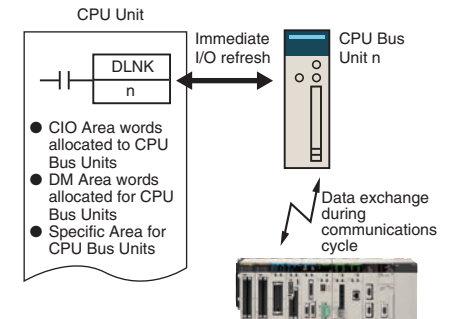 CPU Unit
DLNK
n
● CIO Area words
allocated to CPU
Bus Units
● DM Area words
allocated for CPU
Bus Units
● Specific Area for
CPU Bus Units
Immediate
I/O refresh
CPU Bus
Unit n
Data exchange
during
communications
cycle